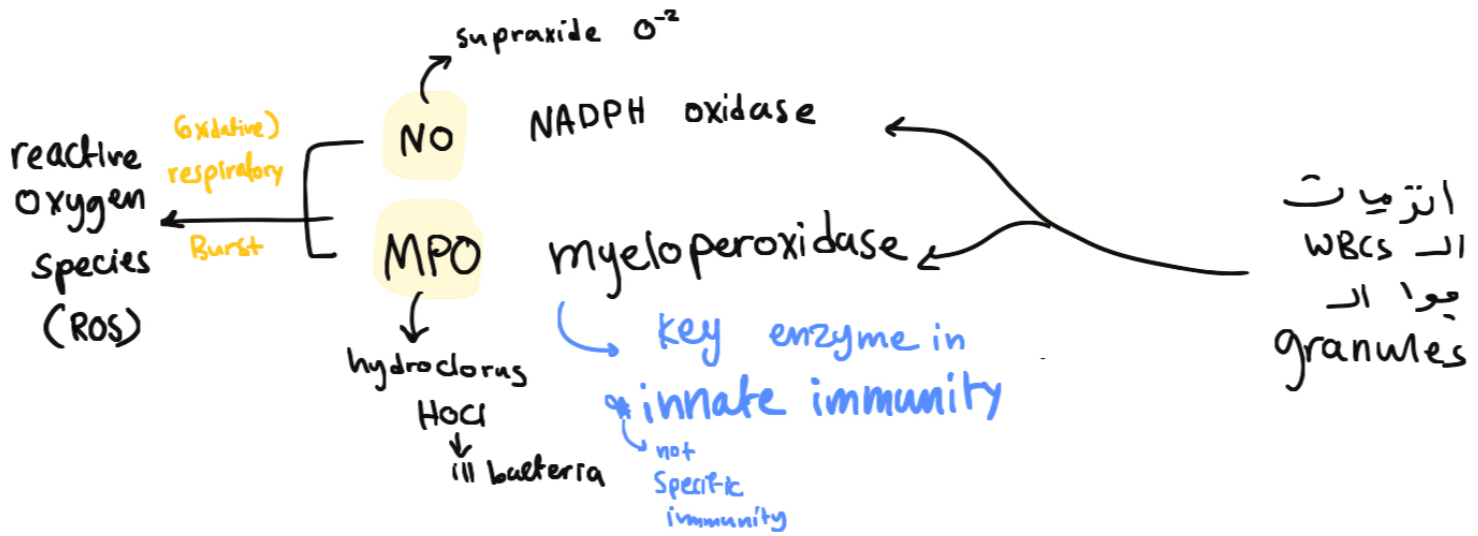 supraxide O⁻²
NO NADPH oxidase
(oxidative)
respiratory
Burst
reactive
oxygen
species
(ROS)
MPO myeloperoxidase
hydroclorus
HOCl
ill bacteria
key enzyme in
innate immunity
not
Specific
immunity
انزيمات
الـ WBCs
جوا الـ
granules